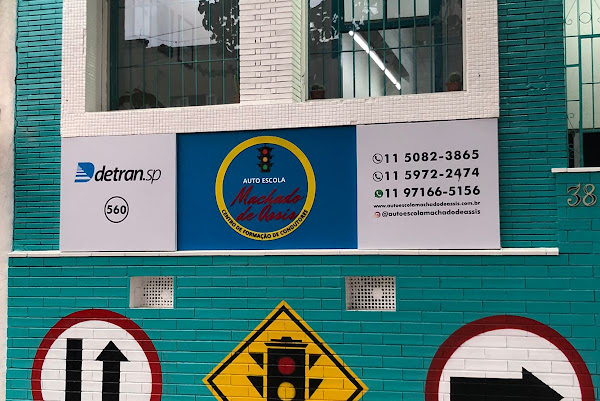 detran.sp
560
AUTO ESCOLA
Machado
de Assis
CENTRO DE FORMAÇÃO DE CONDUTORES
11 5082-3865
11 5972-2474
11 97166-5156
www.autoescolamachadodeassis.com.br
@autoescolamachadodeassis
38